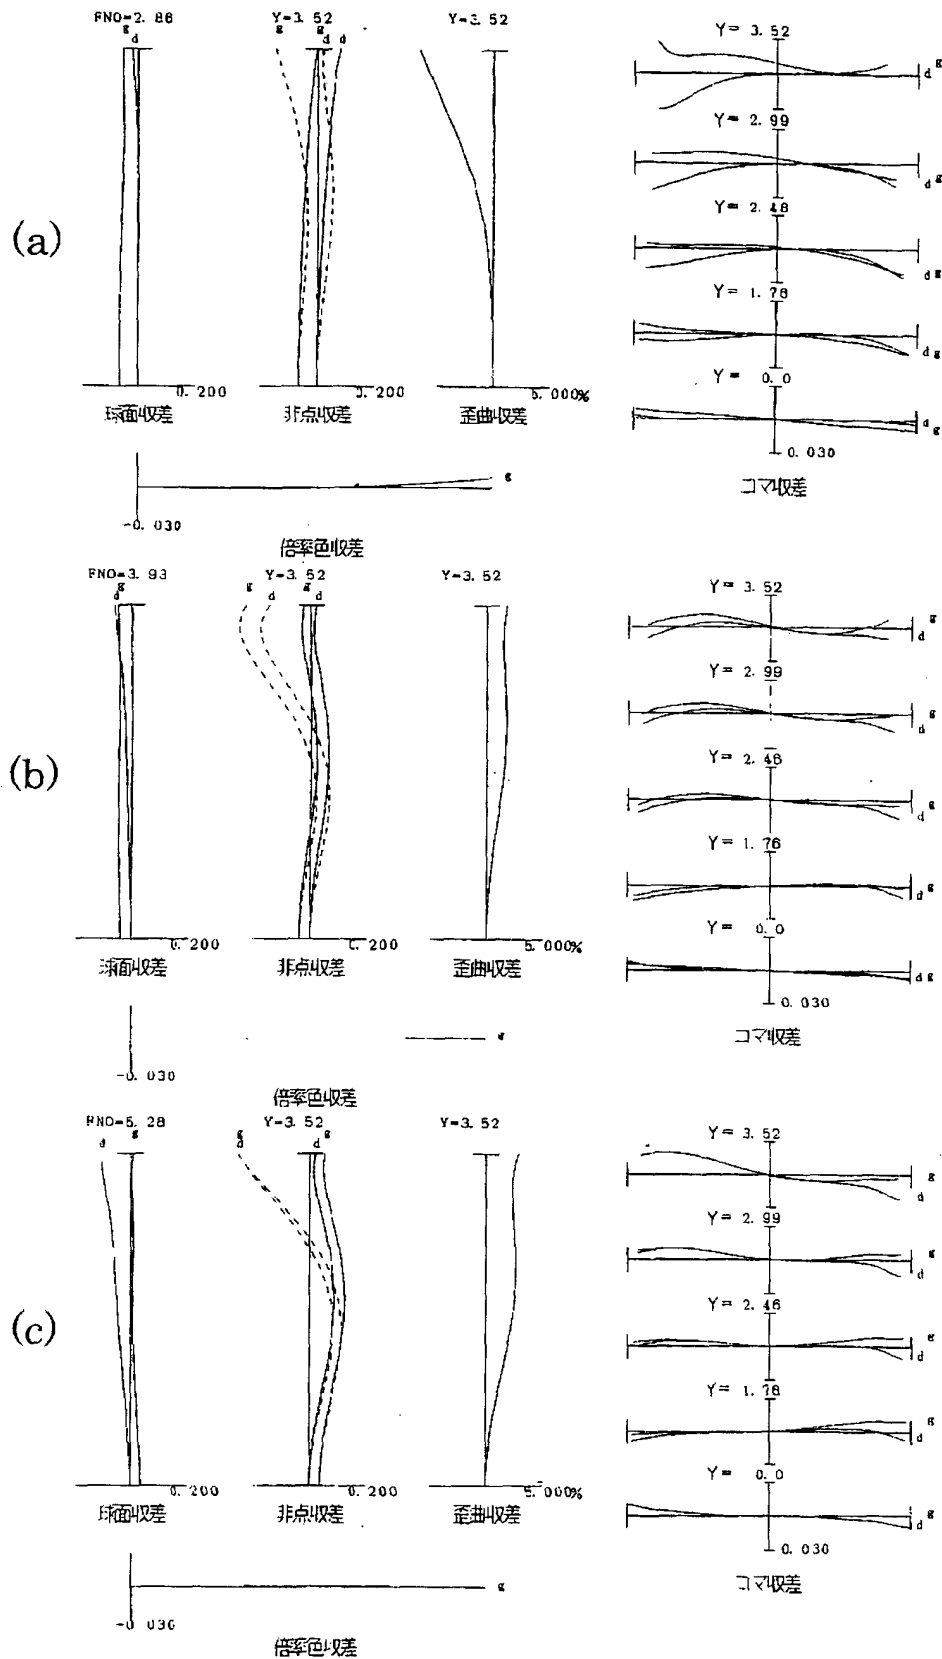 (a)
FNO=2.86
g
d
0.200
球面収差
Y=3.52
g
g
d
d
0.200
非点収差
Y=3.52
5.000%
歪曲収差
Y= 3.52
d g
Y= 2.99
d g
Y= 2.48
d g
Y= 1.78
d g
Y= 0.0
d g
0.030
コマ収差
g
-0.030
倍率色収差
(b)
FNO=3.93
g
d
0.200
球面収差
Y=3.52
g d
g
d
0.200
非点収差
Y=3.52
5.000%
歪曲収差
Y= 3.52
g
d
Y= 2.99
g
d
Y= 2.46
g
d
Y= 1.76
g
d
Y= 0.0
d g
0.030
コマ収差
g
-0.030
倍率色収差
(c)
FNO=5.28
g
d
0.200
球面収差
Y=3.52
g
d
g
d
0.200
非点収差
Y=3.52
5.000%
歪曲収差
Y= 3.52
g
d
Y= 2.99
g
d
Y= 2.46
g
d
Y= 1.78
g
d
Y= 0.0
g
d
0.030
コマ収差
g
-0.030
倍率色収差